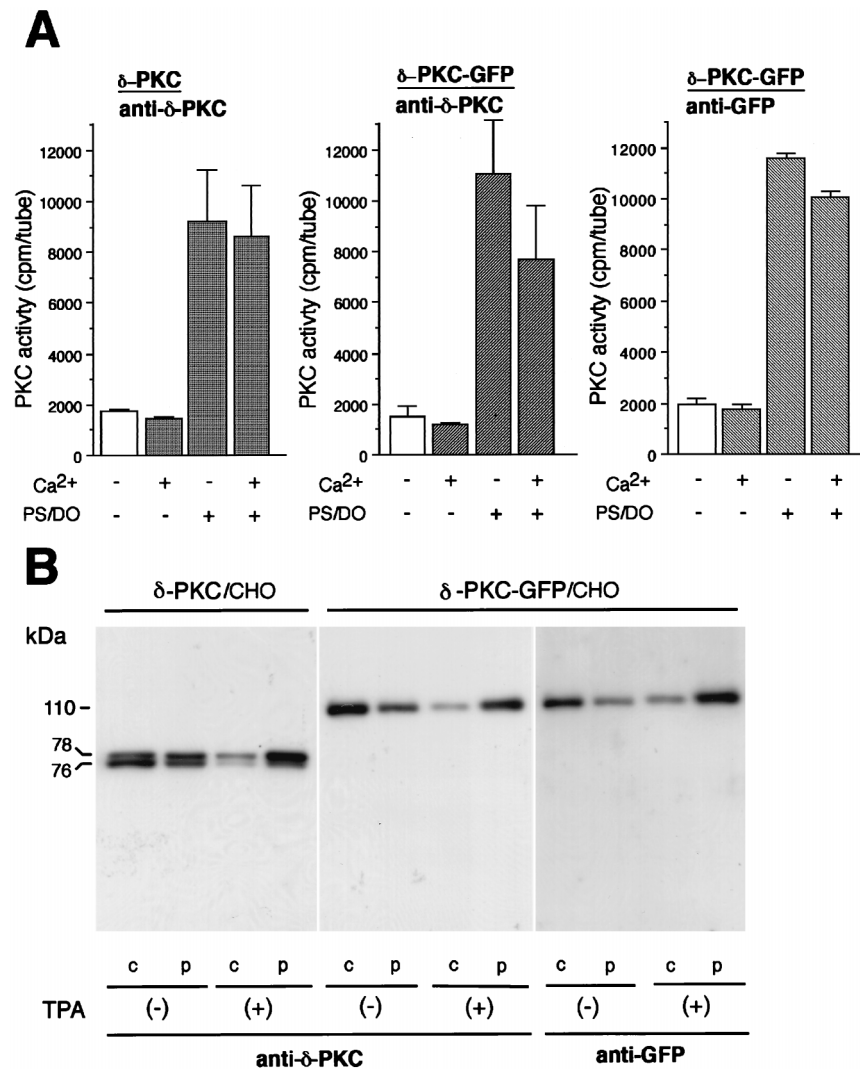 A
δ–PKC
anti-δ-PKC
δ–PKC-GFP
anti-δ-PKC
δ-PKC-GFP
anti-GFP
PKC activty (cpm/tube)
12000
10000
8000
6000
4000
2000
0
PKC activty (cpm/tube)
12000
10000
8000
6000
4000
2000
0
PKC activty (cpm/tube)
12000
10000
8000
6000
4000
2000
0
Ca2+ - + - +
PS/DO - - + +
Ca2+ - + - +
PS/DO - - + +
Ca2+ - + - +
PS/DO - - + +
B
δ-PKC/CHO
δ-PKC-GFP/CHO
kDa
110
78
76
c p c p c p c p c p c p
TPA (-) (+) (-) (+) (-) (+)
anti-δ-PKC
anti-GFP